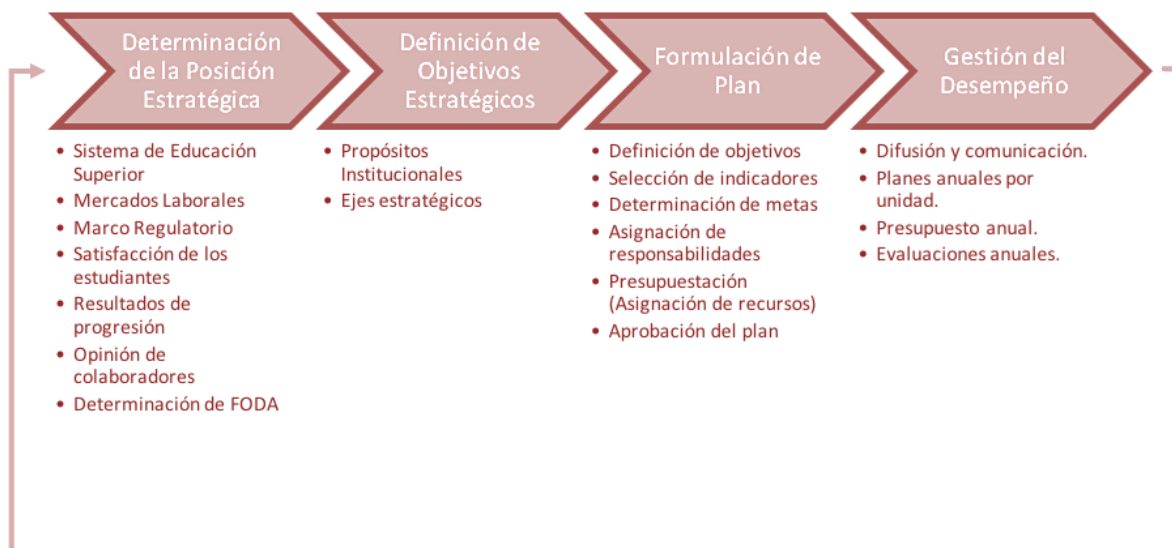 Determinación
de la Posición
Estratégica
• Sistema de Educación
Superior
• Mercados Laborales
• Marco Regulatorio
• Satisfacción de los
estudiantes
• Resultados de
progresión
• Opinión de
colaboradores
• Determinación de FODA
Definición de
Objetivos
Estratégicos
• Propósitos
Institucionales
• Ejes estratégicos
Formulación de
Plan
• Definición de objetivos
• Selección de indicadores
• Determinación de metas
• Asignación de
responsabilidades
• Presupuestación
(Asignación de recursos)
• Aprobación del plan
Gestión del
Desempeño
• Difusión y comunicación.
• Planes anuales por
unidad.
• Presupuesto anual.
• Evaluaciones anuales.